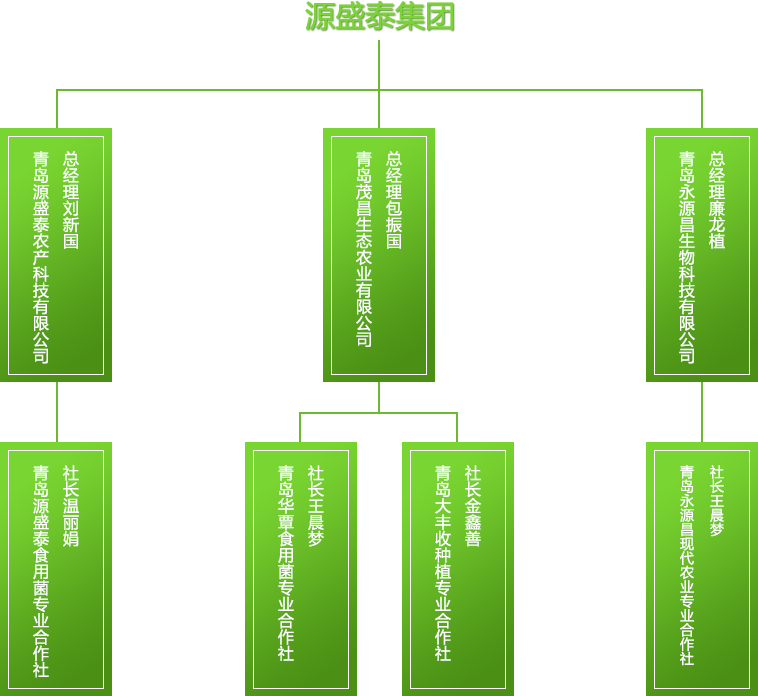 源盛泰集团
总经理刘新国
青岛源盛泰农产科技有限公司
总经理包振国
青岛茂昌生态农业有限公司
总经理廉龙植
青岛永源昌生物科技有限公司
社长温丽娟
青岛源盛泰食用菌专业合作社
社长王晨梦
青岛华蕈食用菌专业合作社
社长金鑫善
青岛大丰收种植专业合作社
社长王晨梦
青岛永源昌现代农业专业合作社